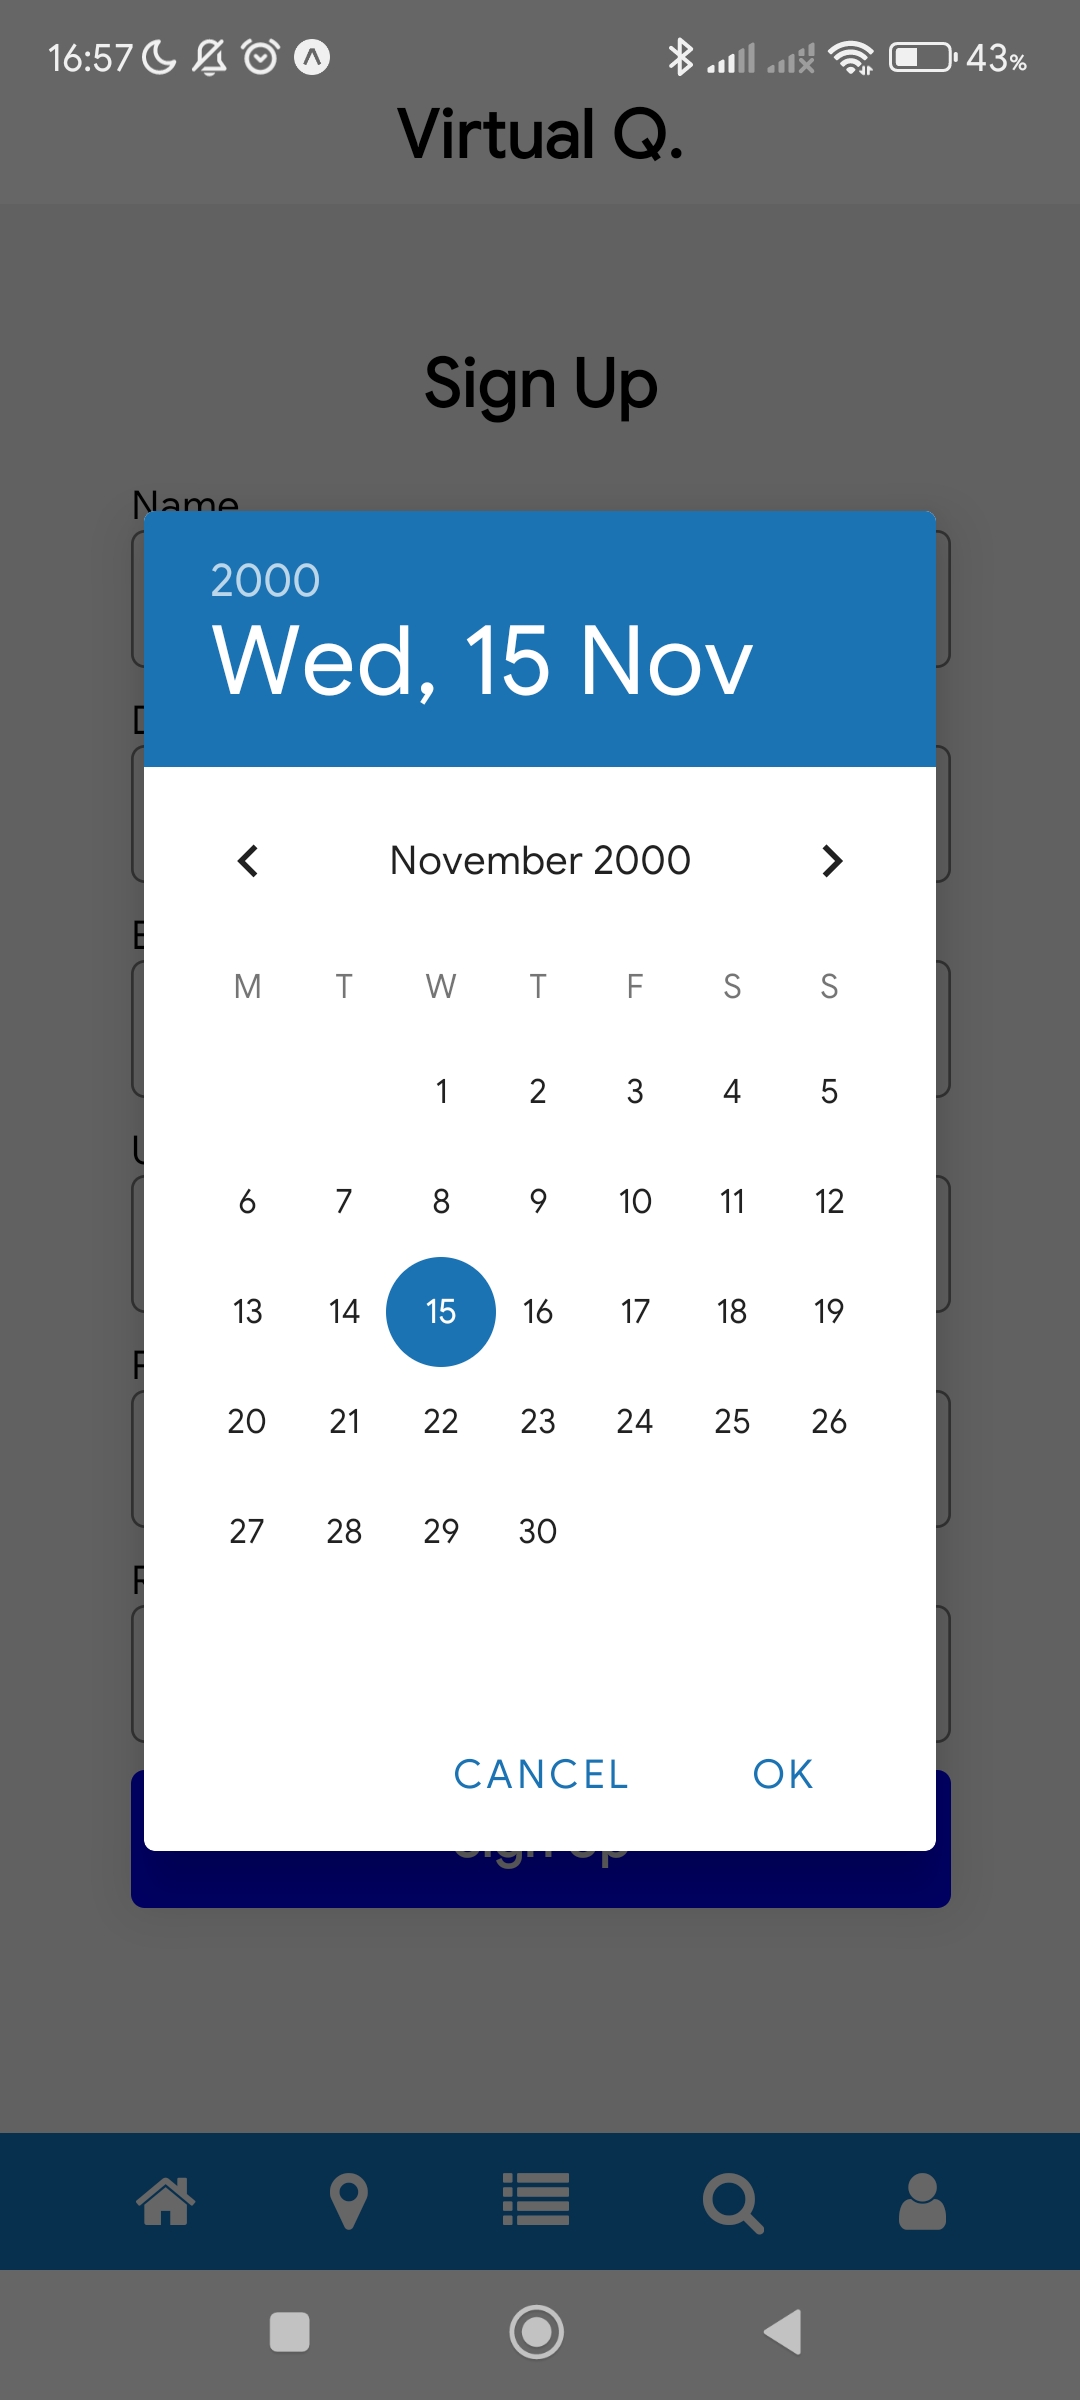 16:57 43%
Virtual Q.
Sign Up
Name
2000
Wed, 15 Nov
November 2000
M T W T F S S
1 2 3 4 5
6 7 8 9 10 11 12
13 14 15 16 17 18 19
20 21 22 23 24 25 26
27 28 29 30
CANCEL OK
Sign Up